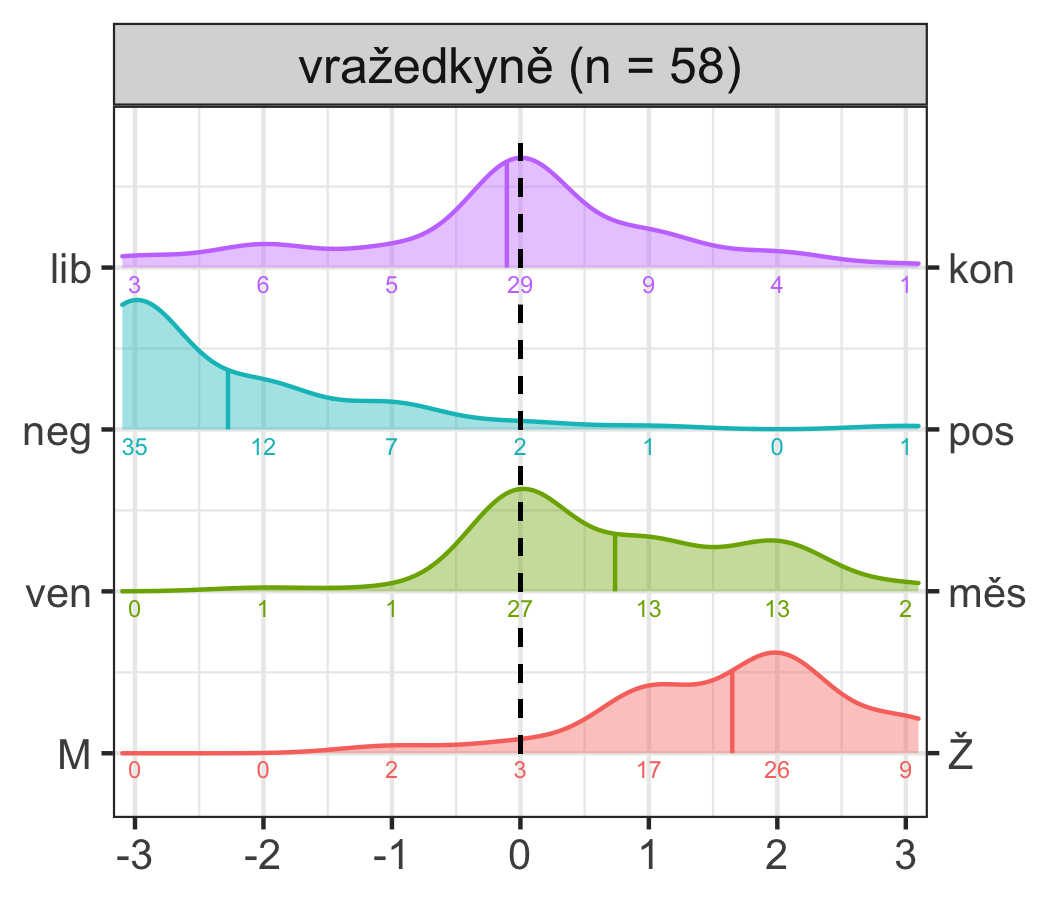 vražedkyně (n = 58)
lib kon
3 6 5 29 9 4 1
neg pos
35 12 7 2 1 0 1
ven měs
0 1 1 27 13 13 2
M Ž
0 0 2 3 17 26 9
-3 -2 -1 0 1 2 3